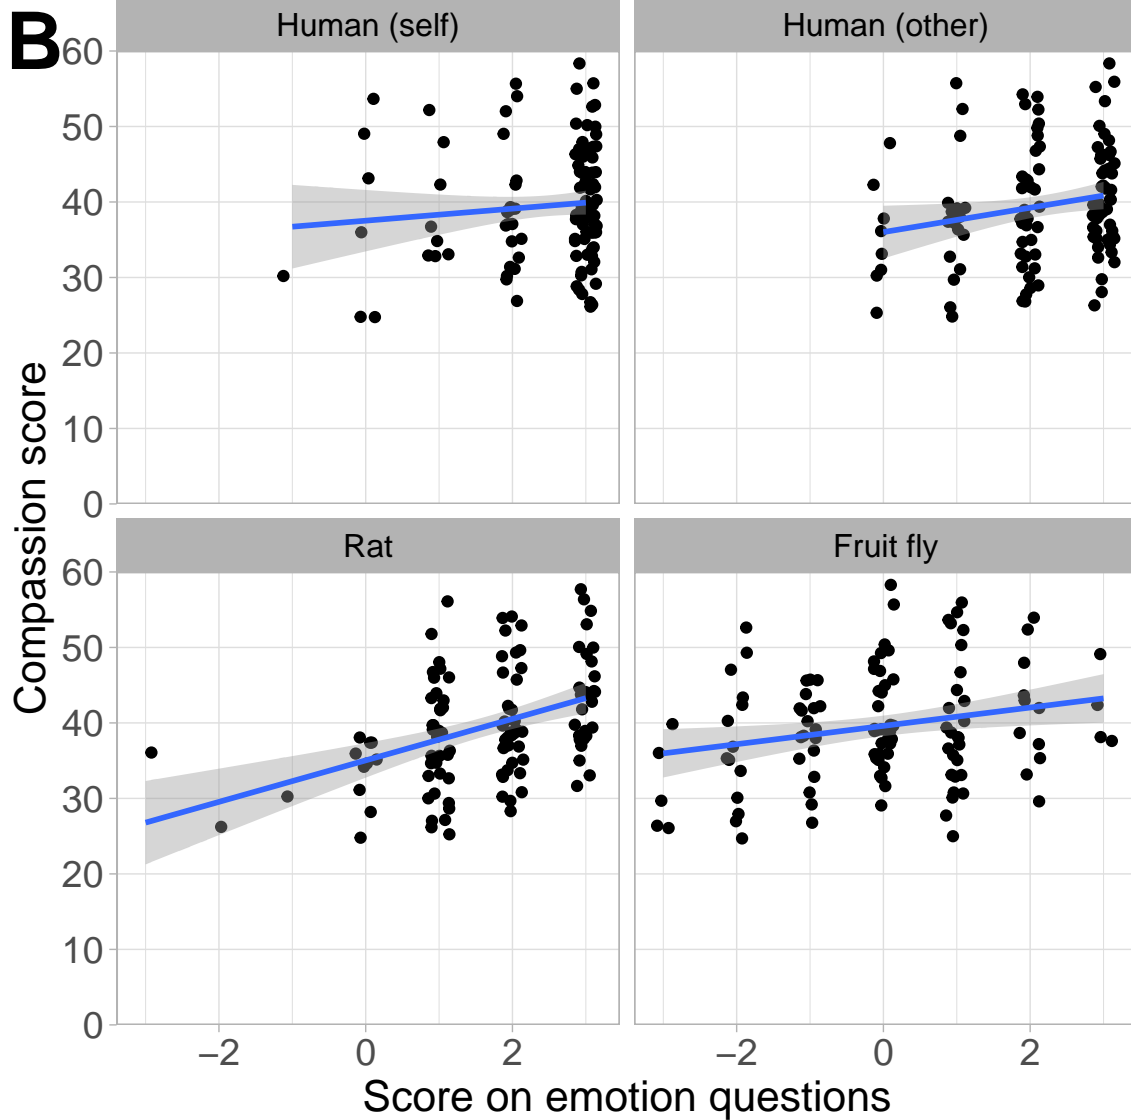 B
Human (self)
Human (other)
60
50
40
30
20
10
0
Compassion score
Rat
Fruit fly
60
50
40
30
20
10
0
−2
0
2
−2
0
2
Score on emotion questions